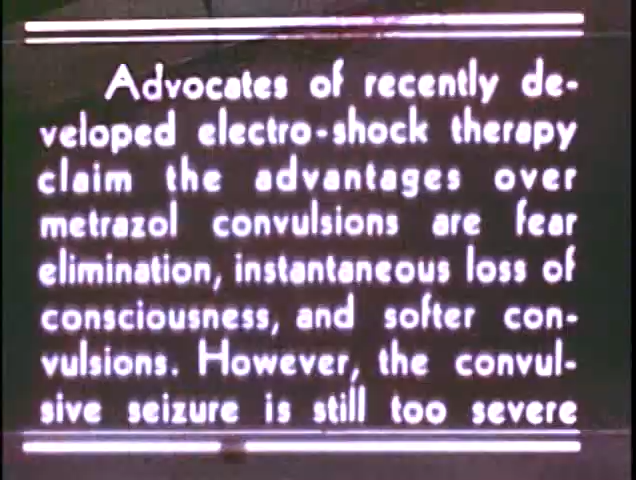 Advocates of recently de-
veloped electro-shock therapy
claim the advantages over
metrazol convulsions are fear
elimination, instantaneous loss of
consciousness, and softer con-
vulsions. However, the convul-
sive seizure is still too severe